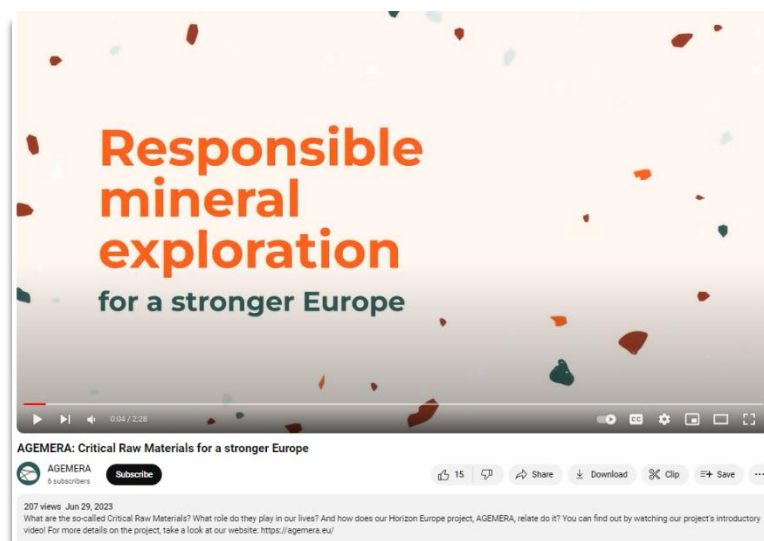 Responsible
mineral
exploration
for a stronger Europe
0:04 / 2:28
CC
AGEMERA: Critical Raw Materials for a stronger Europe
AGEMERA
6 subscribers
Subscribe
15
Share
Download
Clip
Save
207 views Jun 29, 2023
What are the so-called Critical Raw Materials? What role do they play in our lives? And how does our Horizon Europe project, AGEMERA, relate do it? You can find out by watching our project's introductory
video! For more details on the project, take a look at our website: https://agemera.eu/